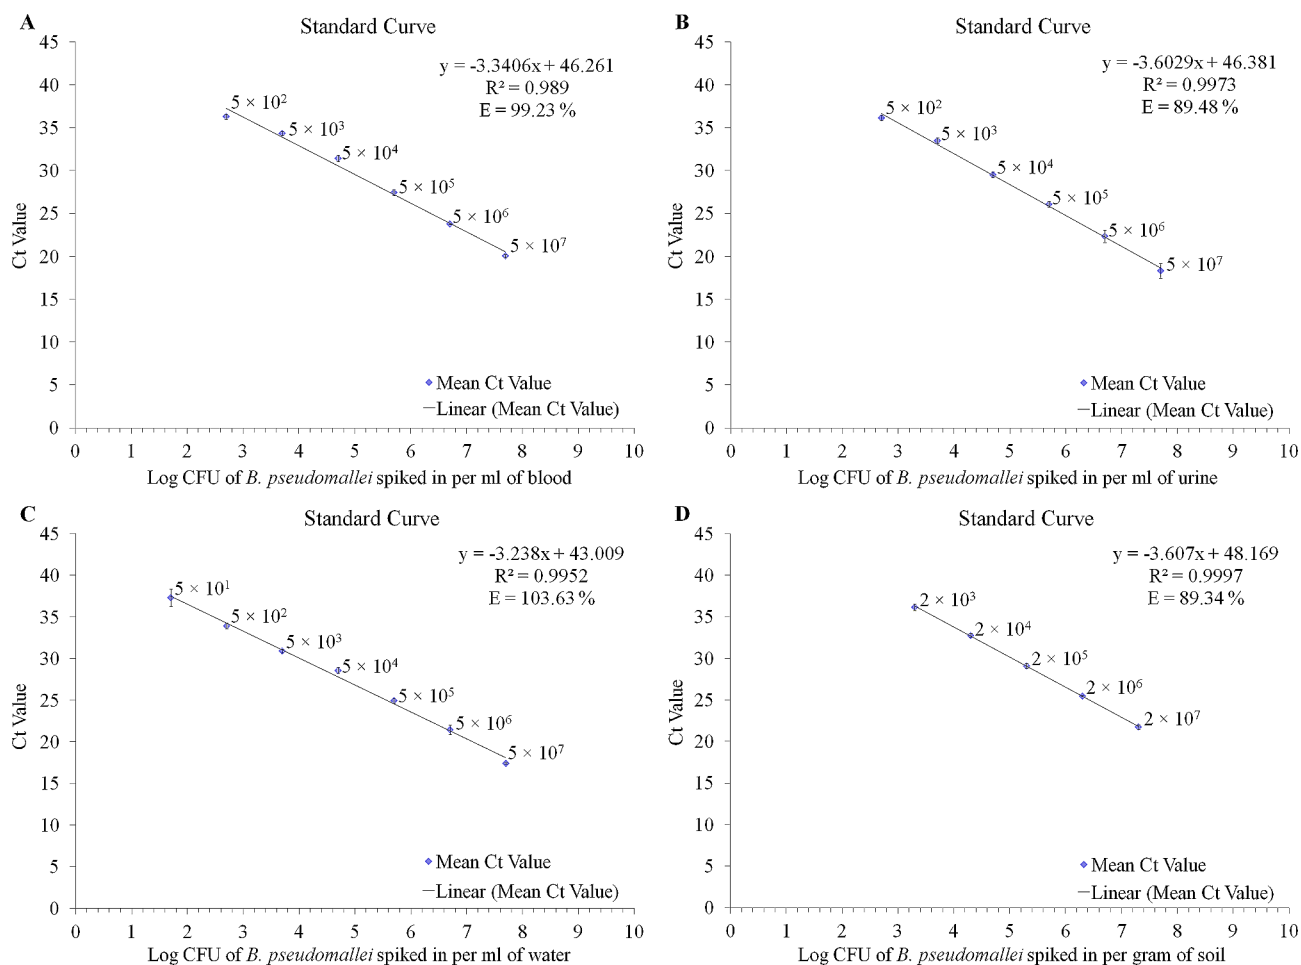 A
Standard Curve
y = -3.3406x + 46.261
R² = 0.989
E = 99.23 %
45
40
35
30
25
20
15
10
5
0
Ct Value
5 × 10²
5 × 10³
5 × 10⁴
5 × 10⁵
5 × 10⁶
5 × 10⁷
Mean Ct Value
Linear (Mean Ct Value)
0 1 2 3 4 5 6 7 8 9 10
Log CFU of B. pseudomallei spiked in per ml of blood
B
Standard Curve
y = -3.6029x + 46.381
R² = 0.9973
E = 89.48 %
45
40
35
30
25
20
15
10
5
0
Ct Value
5 × 10²
5 × 10³
5 × 10⁴
5 × 10⁵
5 × 10⁶
5 × 10⁷
Mean Ct Value
Linear (Mean Ct Value)
0 1 2 3 4 5 6 7 8 9 10
Log CFU of B. pseudomallei spiked in per ml of urine
C
Standard Curve
y = -3.238x + 43.009
R² = 0.9952
E = 103.63 %
45
40
35
30
25
20
15
10
5
0
Ct Value
5 × 10¹
5 × 10²
5 × 10³
5 × 10⁴
5 × 10⁵
5 × 10⁶
5 × 10⁷
Mean Ct Value
Linear (Mean Ct Value)
0 1 2 3 4 5 6 7 8 9 10
Log CFU of B. pseudomallei spiked in per ml of water
D
Standard Curve
y = -3.607x + 48.169
R² = 0.9997
E = 89.34 %
45
40
35
30
25
20
15
10
5
0
Ct Value
2 × 10³
2 × 10⁴
2 × 10⁵
2 × 10⁶
2 × 10⁷
Mean Ct Value
Linear (Mean Ct Value)
0 1 2 3 4 5 6 7 8 9 10
Log CFU of B. pseudomallei spiked in per gram of soil